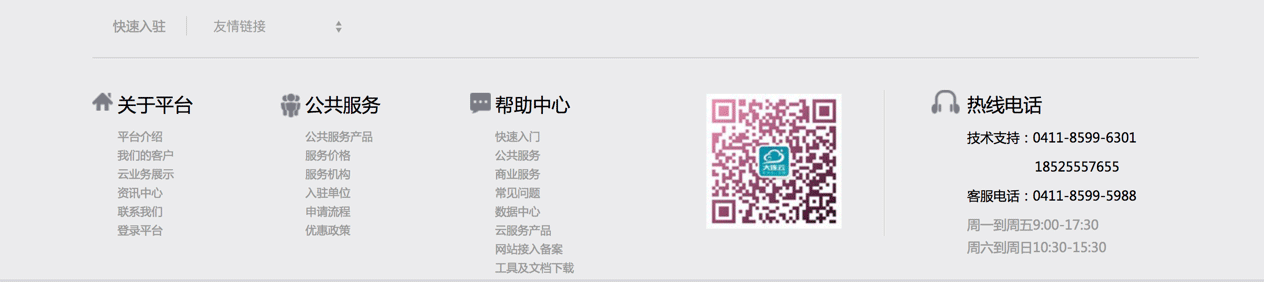 快速入驻
友情链接
关于平台
平台介绍
我们的客户
云业务展示
资讯中心
联系我们
登录平台
公共服务
公共服务产品
服务价格
服务机构
入驻单位
申请流程
优惠政策
帮助中心
快速入门
公共服务
商业服务
常见问题
数据中心
云服务产品
网站接入备案
工具及文档下载
热线电话
技术支持：0411-8599-6301
18525557655
客服电话：0411-8599-5988
周一到周五9:00-17:30
周六到周日10:30-15:30